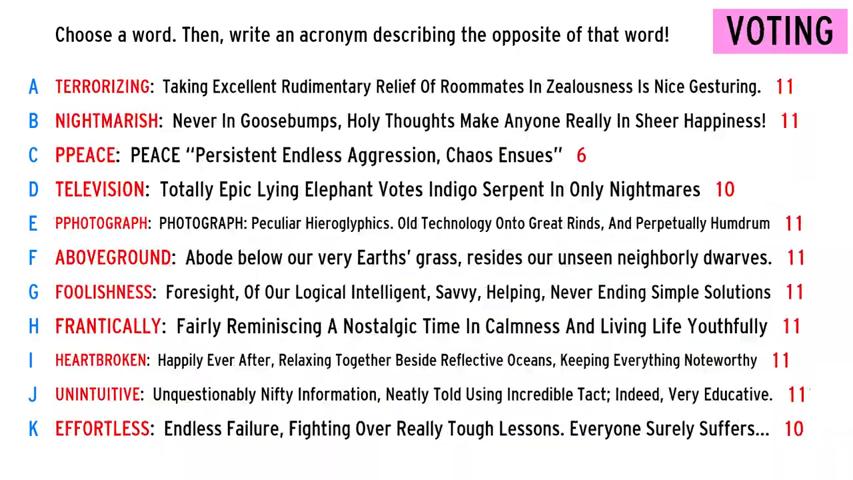 Choose a word. Then, write an acronym describing the opposite of that word!
VOTING
A TERRORIZING: Taking Excellent Rudimentary Relief Of Roommates In Zealousness Is Nice Gesturing. 11
B NIGHTMARISH: Never In Goosebumps, Holy Thoughts Make Anyone Really In Sheer Happiness! 11
C PPEACE: PEACE “Persistent Endless Aggression, Chaos Ensues” 6
D TELEVISION: Totally Epic Lying Elephant Votes Indigo Serpent In Only Nightmares 10
E PPHOTOGRAPH: PHOTOGRAPH: Peculiar Hieroglyphics. Old Technology Onto Great Rinds, And Perpetually Humdrum 11
F ABOVEGROUND: Abode below our very Earths’ grass, resides our unseen neighborly dwarves. 11
G FOOLISHNESS: Foresight, Of Our Logical Intelligent, Savvy, Helping, Never Ending Simple Solutions 11
H FRANTICALLY: Fairly Reminiscing A Nostalgic Time In Calmness And Living Life Youthfully 11
I HEARTBROKEN: Happily Ever After, Relaxing Together Beside Reflective Oceans, Keeping Everything Noteworthy 11
J UNINTUITIVE: Unquestionably Nifty Information, Neatly Told Using Incredible Tact; Indeed, Very Educative. 11
K EFFORTLESS: Endless Failure, Fighting Over Really Tough Lessons. Everyone Surely Suffers... 10